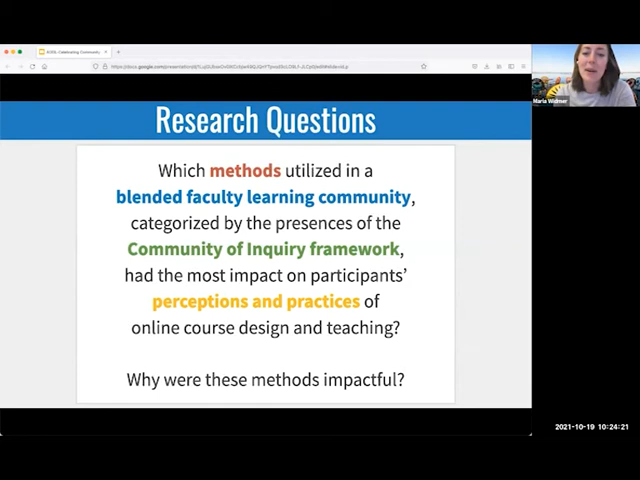 Research Questions
Which methods utilized in a
blended faculty learning community,
categorized by the presences of the
Community of Inquiry framework,
had the most impact on participants'
perceptions and practices of
online course design and teaching?
Why were these methods impactful?
Maria Widmer
2021-10-19 10:24:21